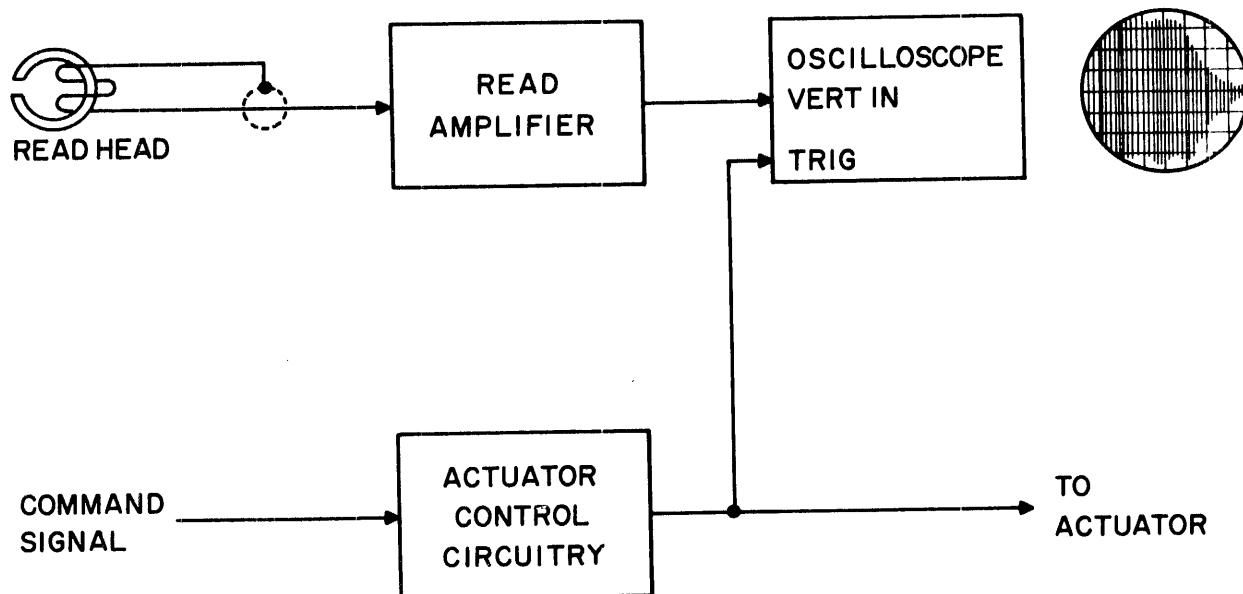 READ HEAD
READ
AMPLIFIER
OSCILLOSCOPE
VERT IN
TRIG
COMMAND
SIGNAL
ACTUATOR
CONTROL
CIRCUITRY
TO
ACTUATOR